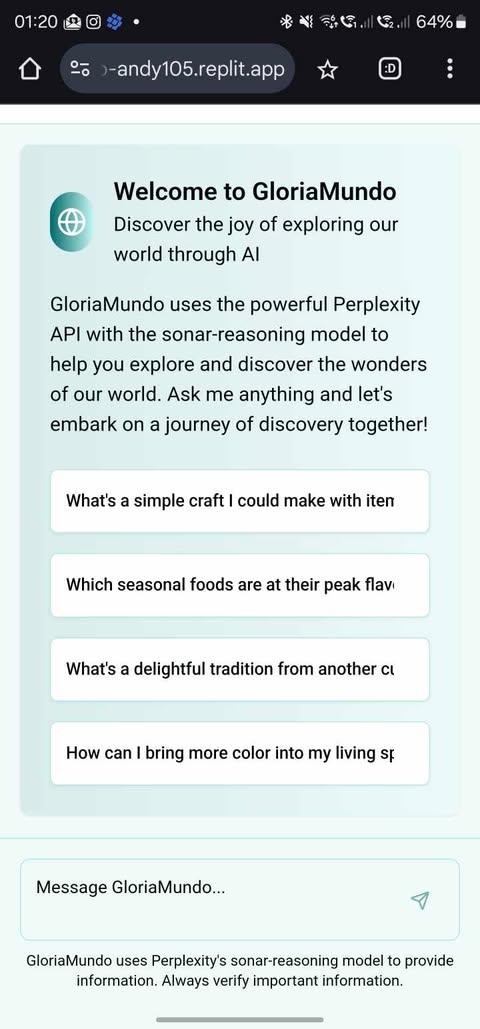 01:20
64%
-andy105.replit.app
:D
Welcome to GloriaMundo
Discover the joy of exploring our
world through AI
GloriaMundo uses the powerful Perplexity
API with the sonar-reasoning model to
help you explore and discover the wonders
of our world. Ask me anything and let's
embark on a journey of discovery together!
What's a simple craft I could make with item
Which seasonal foods are at their peak flav
What's a delightful tradition from another cu
How can I bring more color into my living sp
Message GloriaMundo...
GloriaMundo uses Perplexity's sonar-reasoning model to provide
information. Always verify important information.